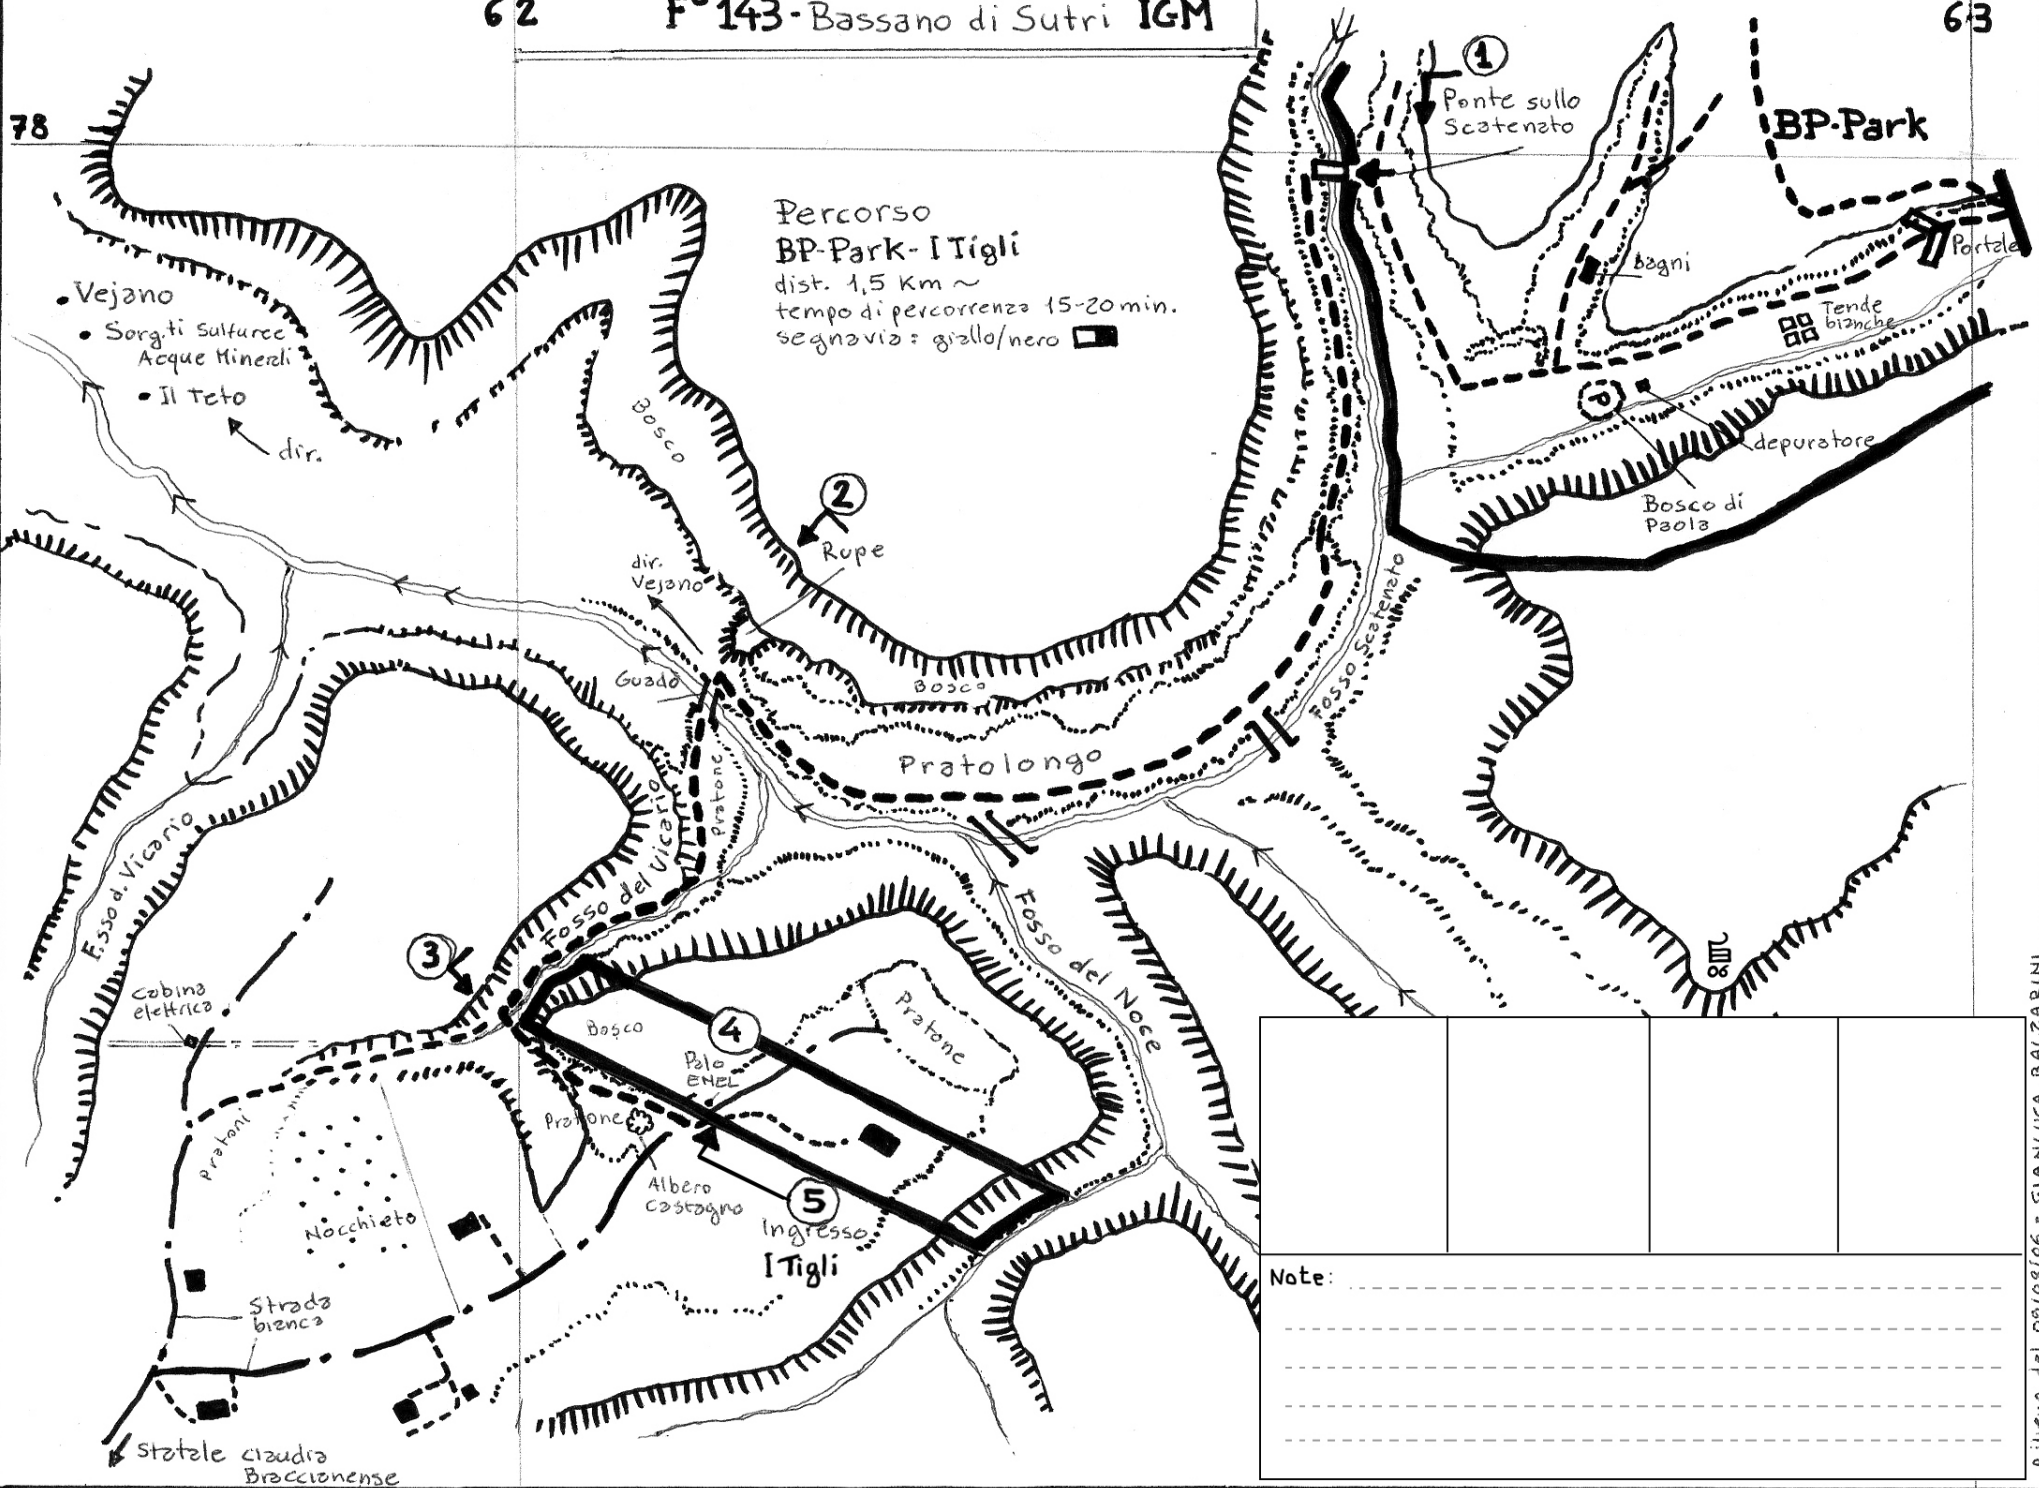 62
F° 143 - Bassano di Sutri IGM
63
1
Ponte sullo
Scatenato
78
BP-Park
Percorso
BP-Park - I Tigli
dist. 1,5 Km ~
tempo di percorrenza 15-20 min.
segnavia: giallo/nero
Portale
Bagni
Tende
bianche
P
depuratore
Bosco di
Paola
Vejano
Sorg.ti Sulfuree
Acque Minerali
Il Teto
dir.
Bosco
2
Rupe
dir.
Vejano
Guado
Bosco
Fosso Scatenato
Pratolongo
Pratone
Fosso del Vicario
F.sso d. Vicario
Fosso del Nose
3
Cabina
elettrica
Bosco
4
Pratone
Palo
ENEL
Pratone
Pratoni
Albero
Castagno
5
Ingresso
I Tigli
Nocchieto
Strada
bianca
Statale Claudia
Braccianense
Note: